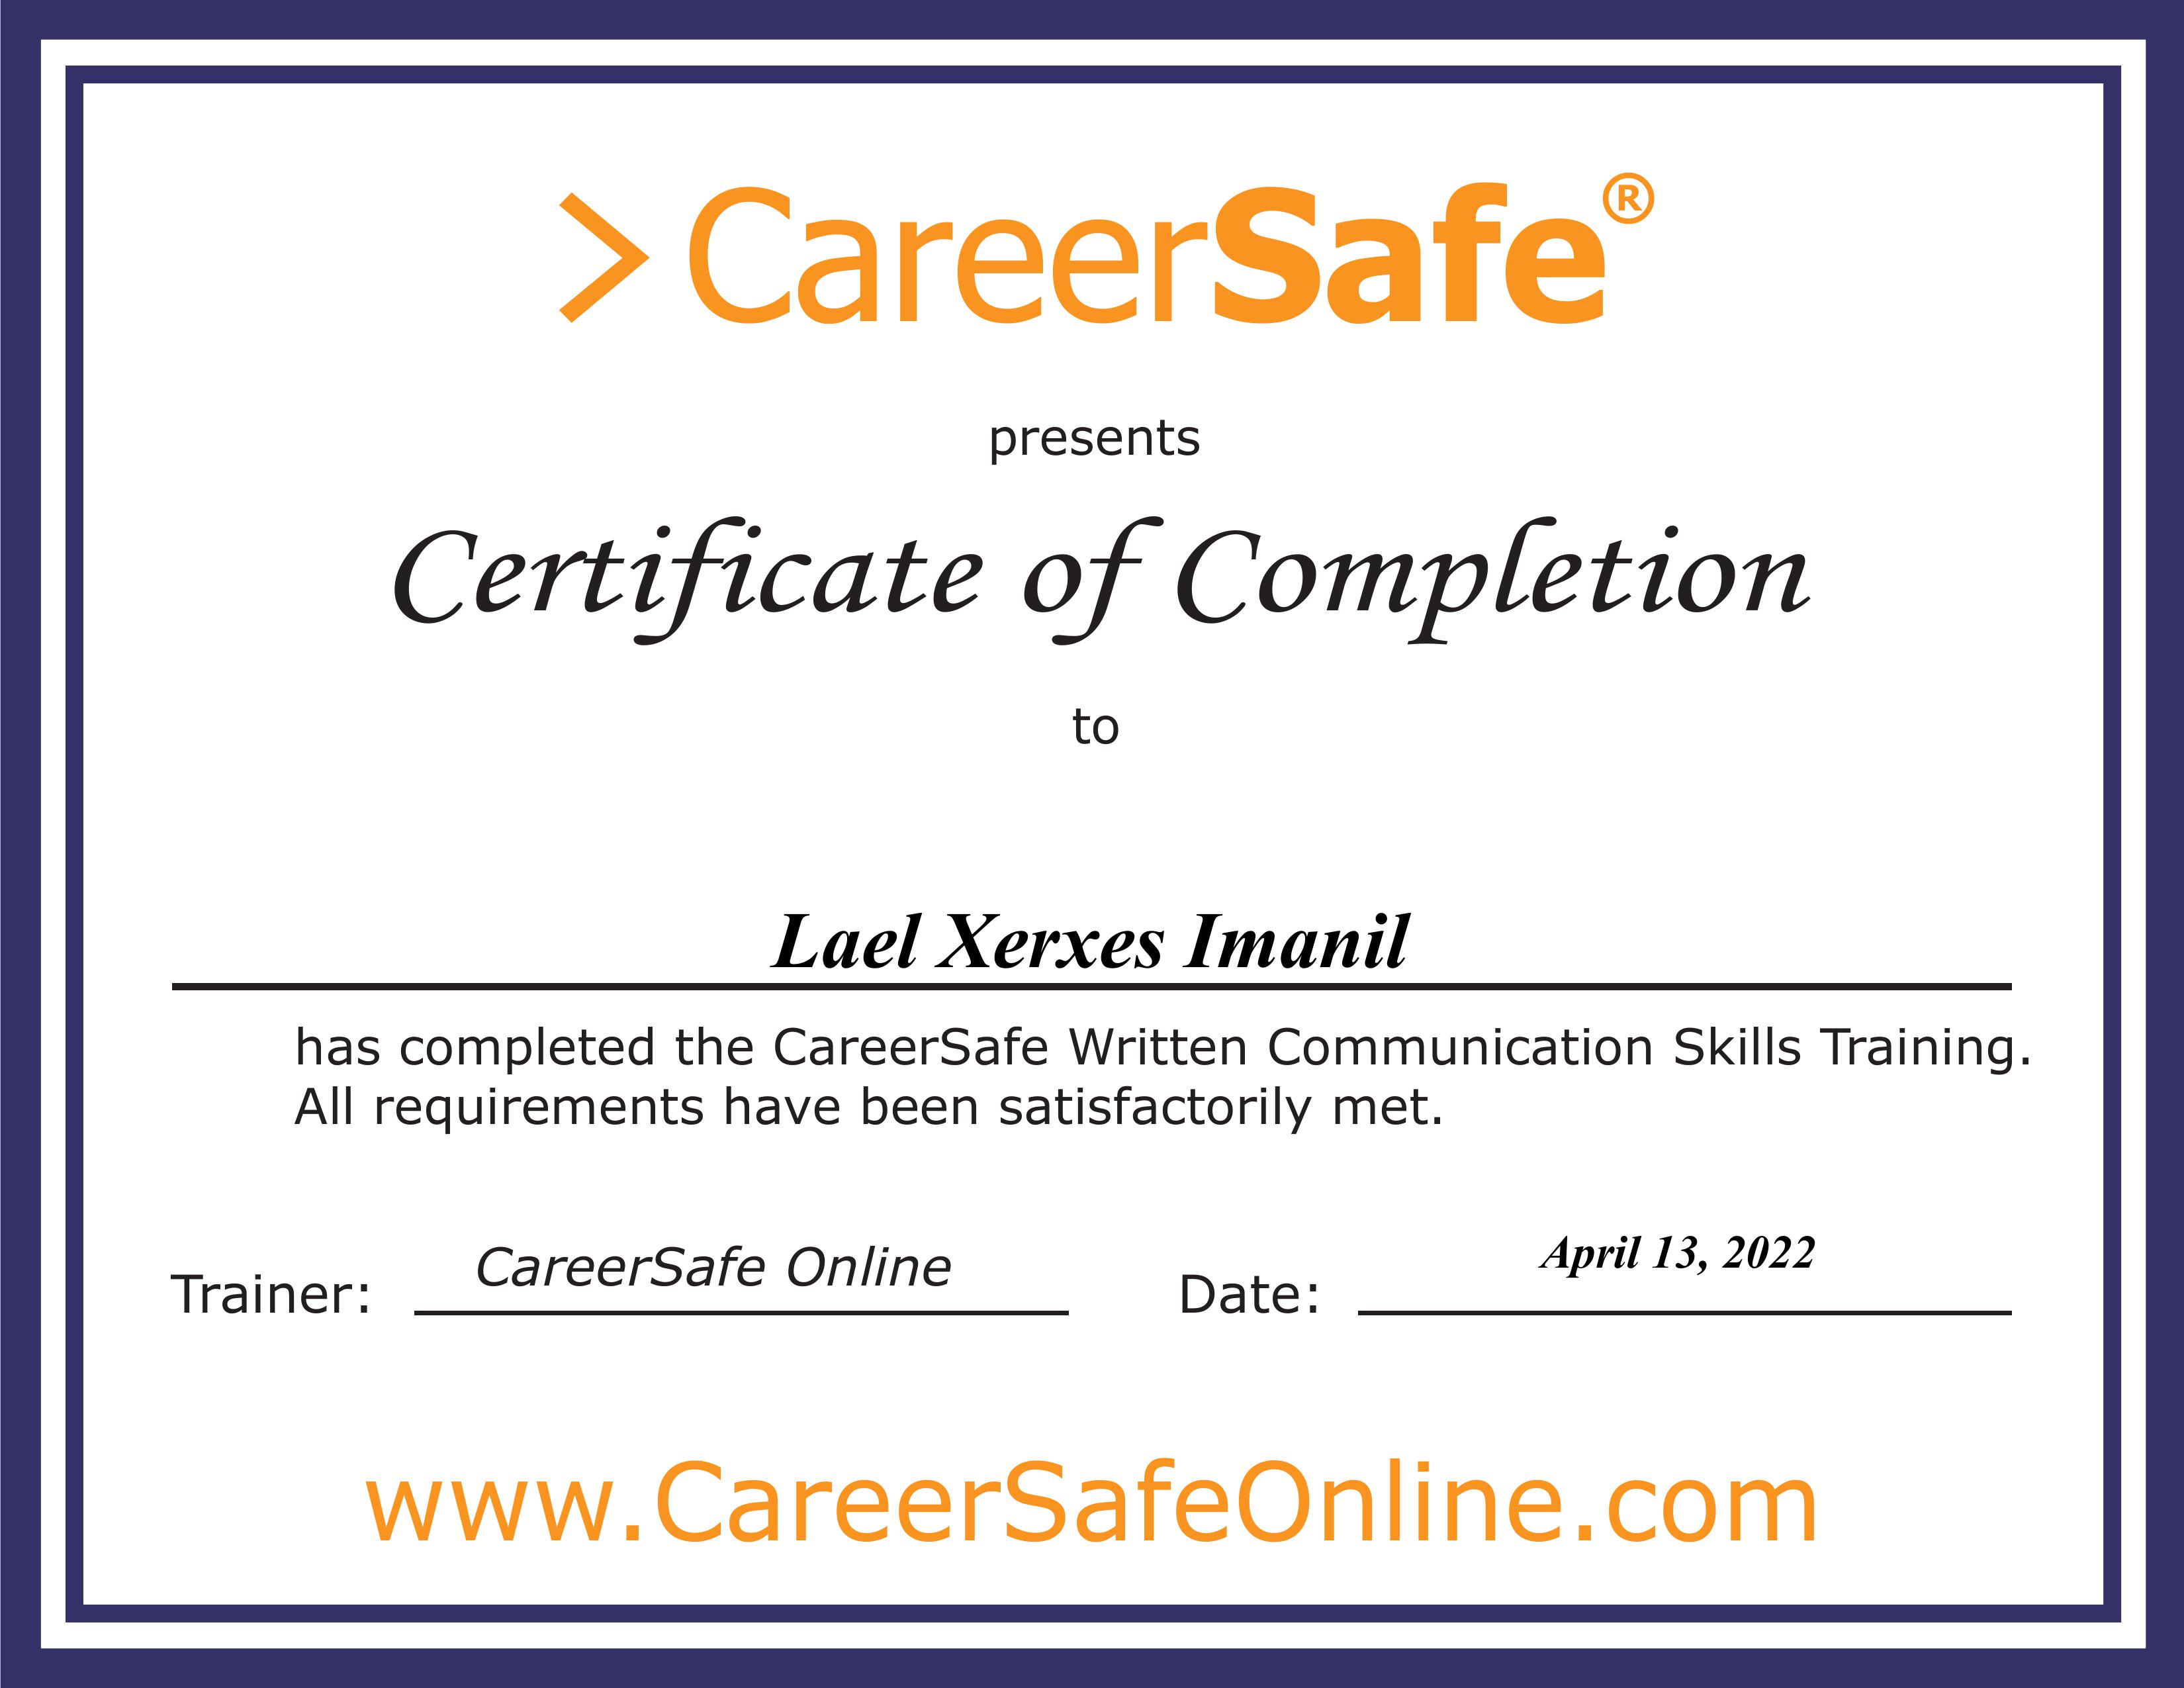 > CareerSafe®
presents
Certificate of Completion
to
Lael Xerxes Imanil
has completed the CareerSafe Written Communication Skills Training.
All requirements have been satisfactorily met.
Trainer: CareerSafe Online Date: April 13, 2022
www.CareerSafeOnline.com